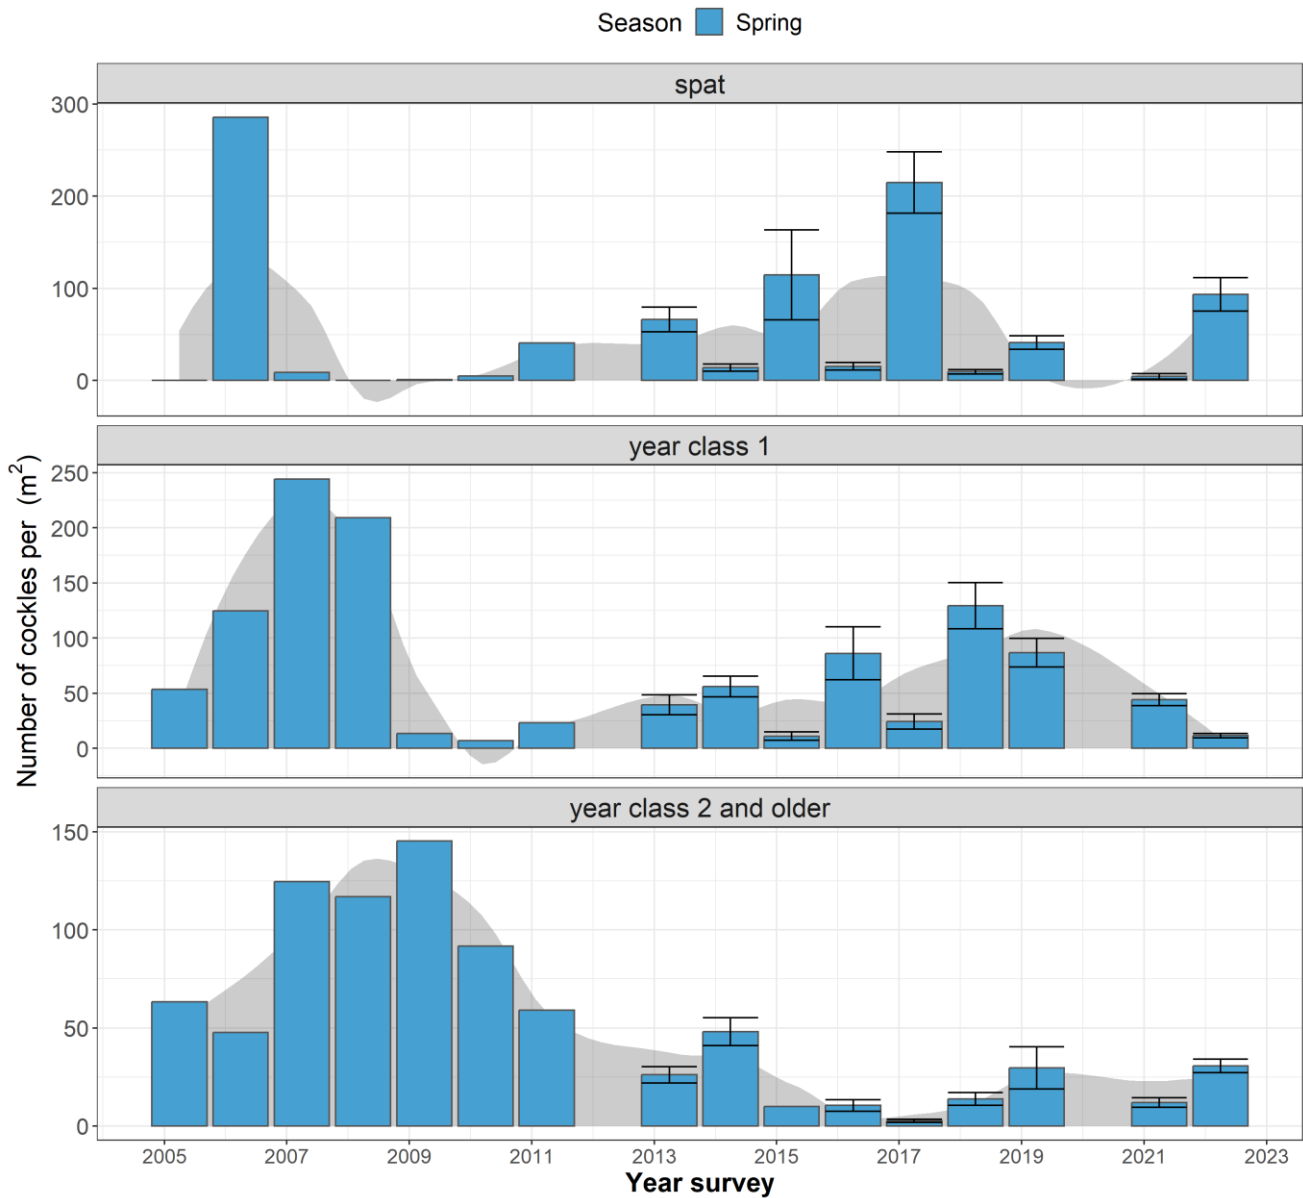 Season Spring
spat
300
200
100
0
year class 1
250
200
150
100
50
0
year class 2 and older
150
100
50
0
Number of cockles per (m²)
2005 2007 2009 2011 2013 2015 2017 2019 2021 2023
Year survey